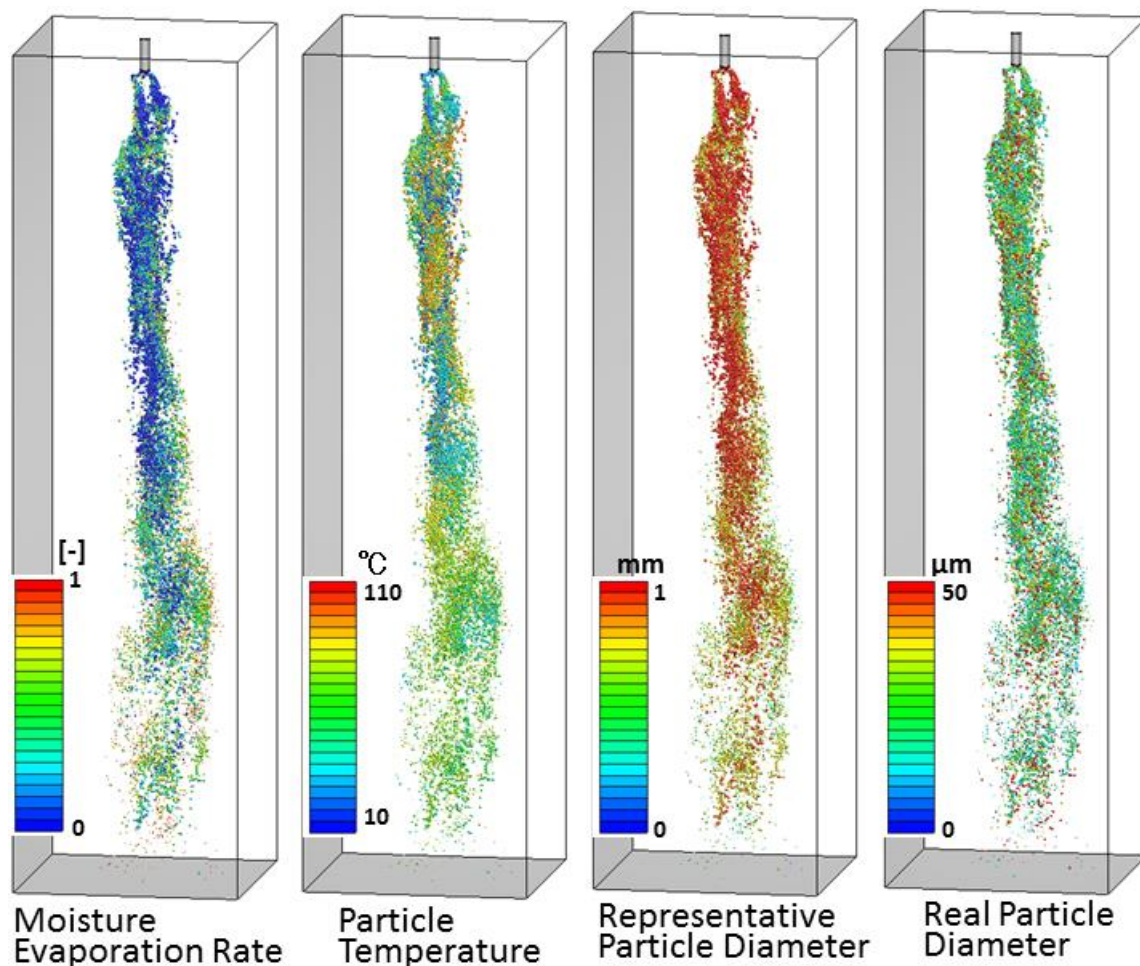 [-]
1
0
Moisture
Evaporation Rate
℃
110
10
Particle
Temperature
mm
1
0
Representative
Particle Diameter
μm
50
0
Real Particle
Diameter